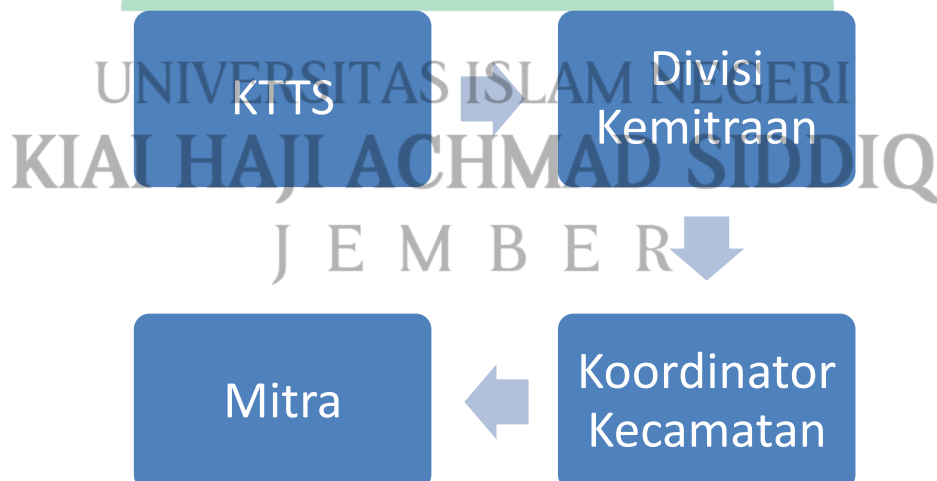 KTTS
Divisi
Kemitraan
UNIVERSITAS ISLAM NEGERI
KIAI HAJI ACHMAD SIDDIQ
JEMBER
Mitra
Koordinator
Kecamatan